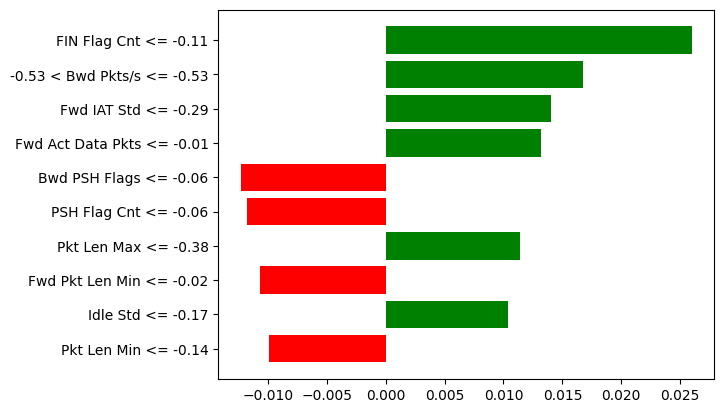 FIN Flag Cnt <= -0.11
-0.53 < Bwd Pkts/s <= -0.53
Fwd IAT Std <= -0.29
Fwd Act Data Pkts <= -0.01
Bwd PSH Flags <= -0.06
PSH Flag Cnt <= -0.06
Pkt Len Max <= -0.38
Fwd Pkt Len Min <= -0.02
Idle Std <= -0.17
Pkt Len Min <= -0.14
−0.010 −0.005 0.000 0.005 0.010 0.015 0.020 0.025